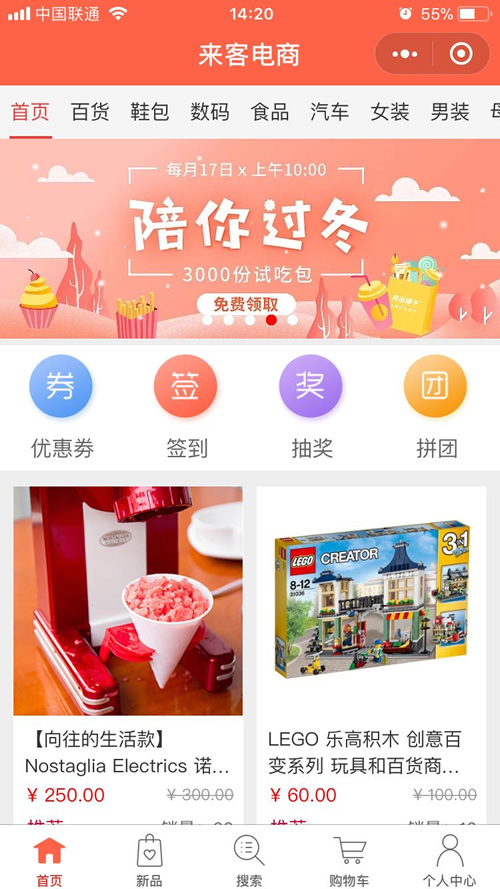 中国联通
14:20
55%
来客电商
首页 百货 鞋包 数码 食品 汽车 女装 男装
每月17日 x 上午10:00
陪你过冬
3000份试吃包
免费领取
券 签 奖 团
优惠券 签到 抽奖 拼团
LEGO CREATOR
3in1
8-12
31036
【向往的生活款】
Nostaglia Electrics 诺...
¥ 250.00 ¥ 300.00
LEGO 乐高积木 创意百
变系列 玩具和百货商...
¥ 60.00 ¥ 100.00
首页 新品 搜索 购物车 个人中心